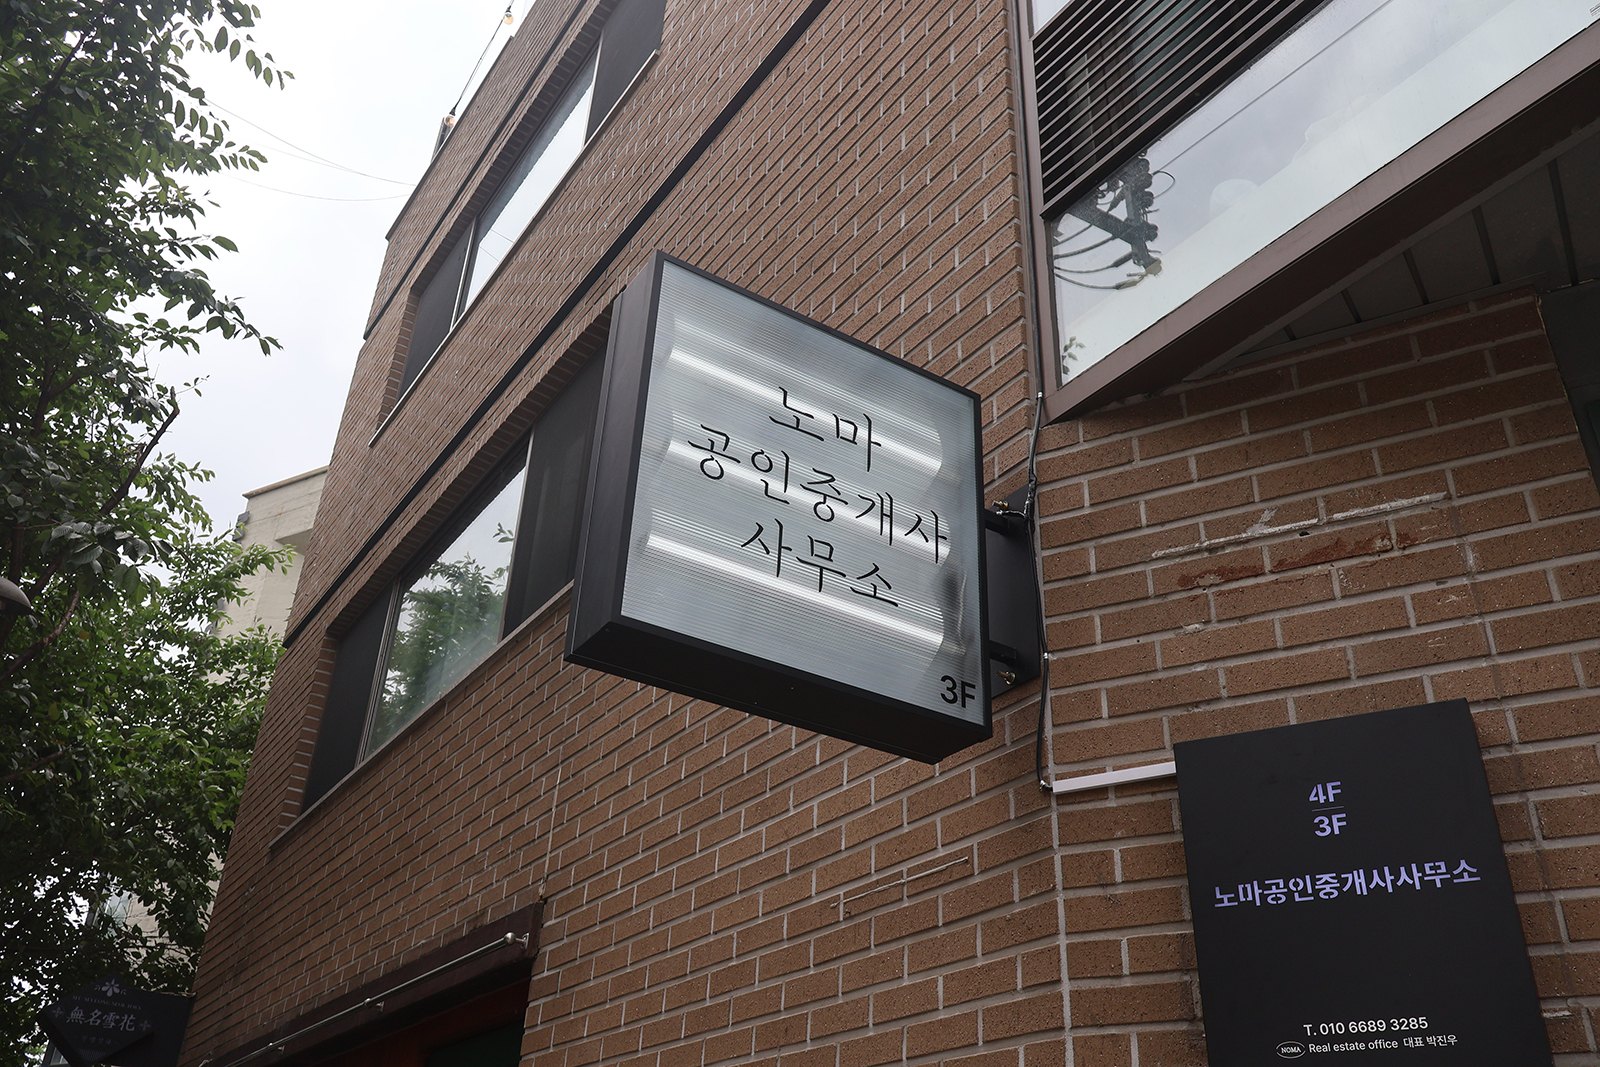 노마
공인중개사
사무소
3F
4F
3F
노마공인중개사사무소
T. 010 6689 3285
NOMA Real estate office 대표 박진우
無名雪花